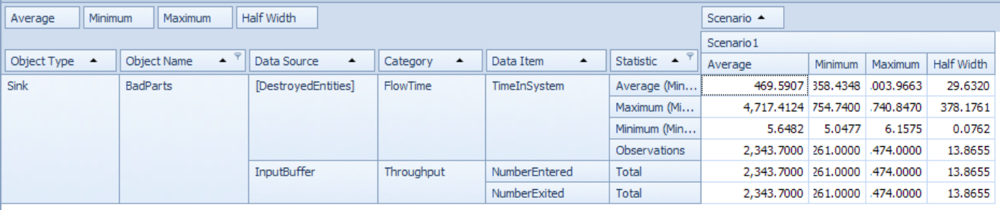 Average Minimum Maximum Half Width Scenario
Scenario1
Object Type Object Name Data Source Category Data Item Statistic Average Minimum Maximum Half Width
Sink BadParts [DestroyedEntities] FlowTime TimeInSystem Average (Min... 469.5907 358.4348 .003.9663 29.6320
Maximum (Mi... 4,717.4124 754.7400 .740.8470 378.1761
Minimum (Min... 5.6482 5.0477 6.1575 0.0762
Observations 2,343.7000 261.0000 .474.0000 13.8655
InputBuffer Throughput NumberEntered Total 2,343.7000 261.0000 .474.0000 13.8655
NumberExited Total 2,343.7000 261.0000 .474.0000 13.8655